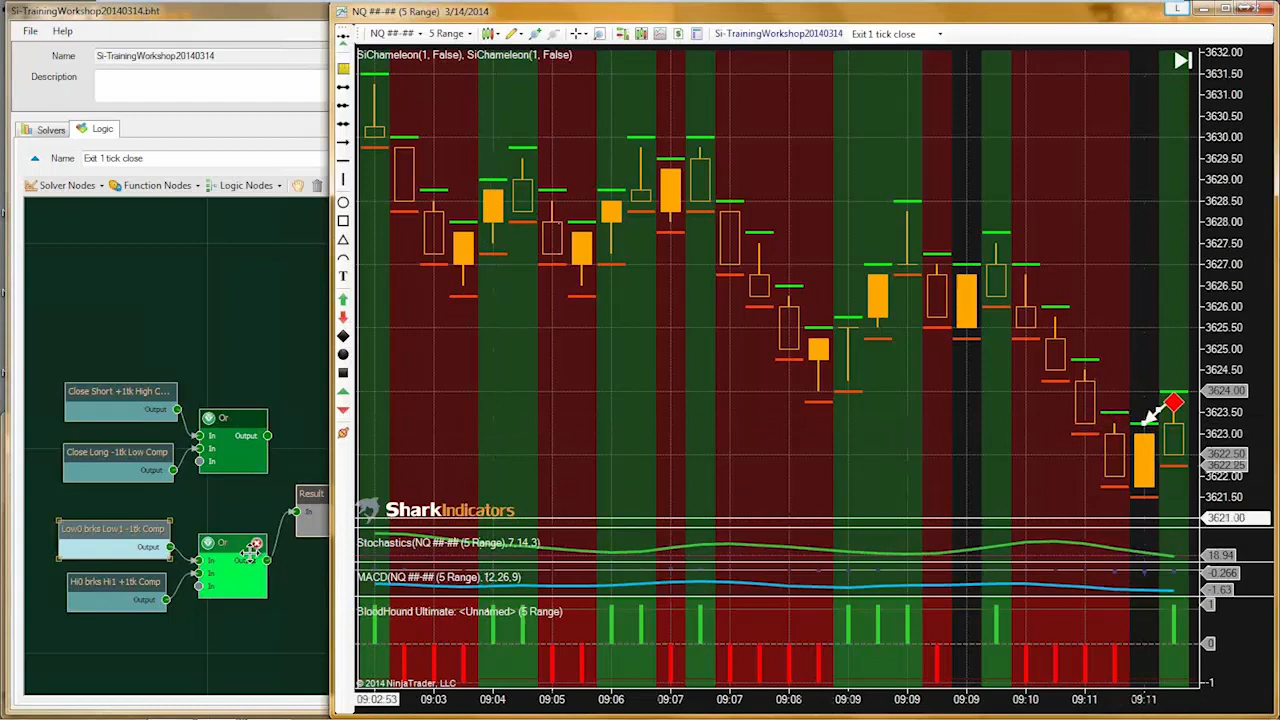 Si-TrainingWorkshop20140314.bht
File Help
Name Si-TrainingWorkshop20140314
Description
Solvers Logic
Name Exit 1 tick close
Solver Nodes Function Nodes Logic Nodes
Close Short +1tk High C...
Output
Close Long -1tk Low Comp
Output
Or
In Output
In
In
Low0 brks Low1 -1tk Comp
Output
Hi0 brks Hi1 +1tk Comp
Output
Or
In
In
In
Result
In
NQ ##-## (5 Range) 3/14/2014
L
NQ ##-## 5 Range Si-TrainingWorkshop20140314 Exit 1 tick close
T
SiChameleon(1, False), SiChameleon(1, False)
3632.00
3631.50
3631.00
3630.50
3630.00
3629.50
3629.00
3628.50
3628.00
3627.50
3627.00
3626.50
3626.00
3625.50
3625.00
3624.50
3624.00
3623.50
3623.00
3622.50
3622.25
3622.00
3621.50
3621.00
SharkIndicators
Stochastics(NQ ##-## (5 Range),7,14,3)
18.94
MACD(NQ ##-## (5 Range),12,26,9)
-0.266
-1.63
BloodHound Ultimate: <Unnamed> (5 Range)
1
0
-1
© 2014 NinjaTrader, LLC
09:02:53 09:03 09:04 09:05 09:06 09:07 09:07 09:08 09:09 09:09 09:09 09:10 09:11 09:11